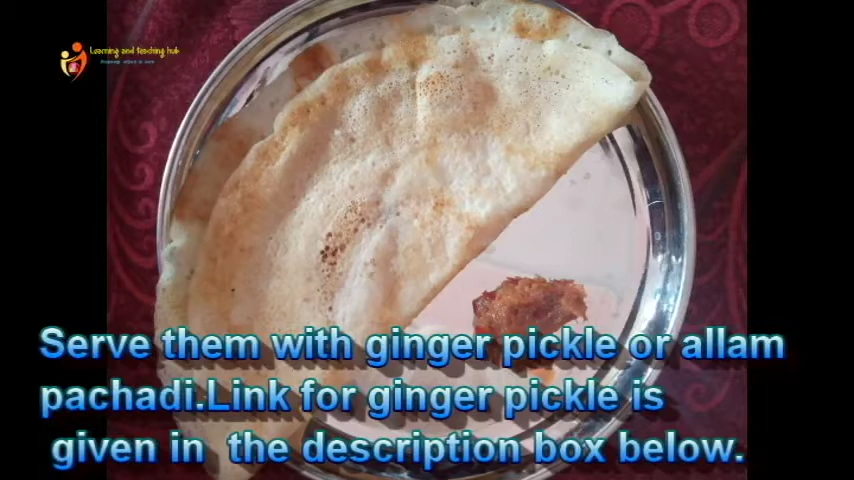 Learning and teaching hub
Serve them with ginger pickle or allam
pachadi.Link for ginger pickle is
given in  the description box below.